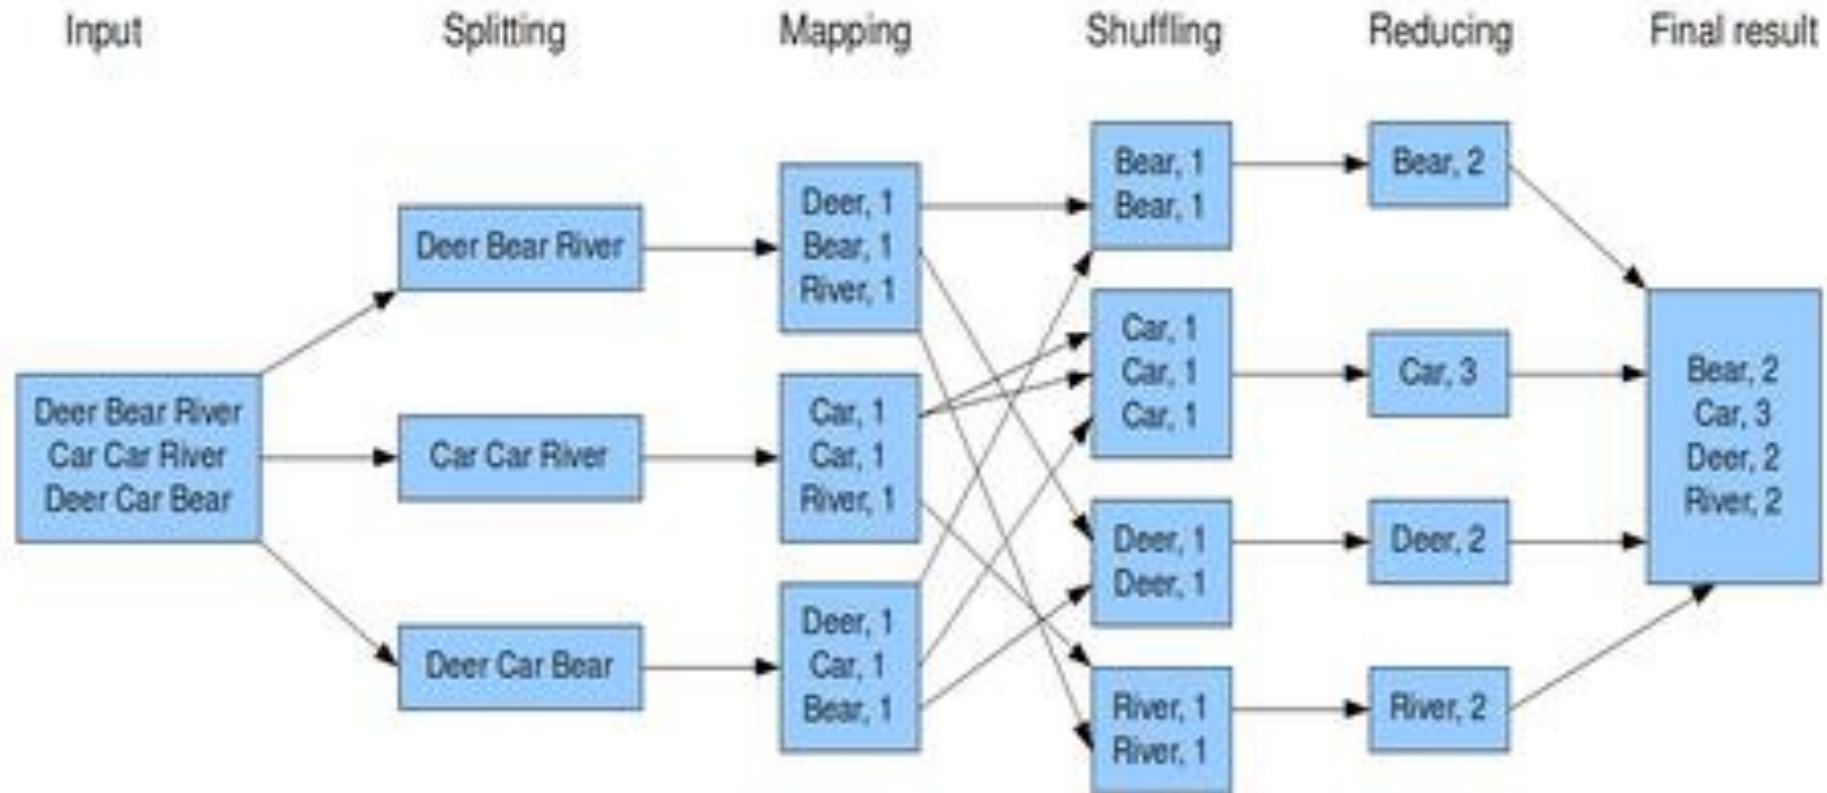 Input
Splitting
Mapping
Shuffling
Reducing
Final result
Deer Bear River
Car Car River
Deer Car Bear
Deer Bear River
Car Car River
Deer Car Bear
Deer, 1
Bear, 1
River, 1
Car, 1
Car, 1
River, 1
Deer, 1
Car, 1
Bear, 1
Bear, 1
Bear, 1
Car, 1
Car, 1
Car, 1
Deer, 1
Deer, 1
River, 1
River, 1
Bear, 2
Car, 3
Deer, 2
River, 2
Bear, 2
Car, 3
Deer, 2
River, 2